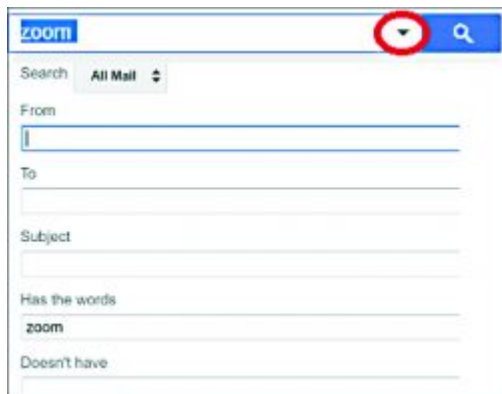 zoom
Search All Mail
From
To
Subject
Has the words
zoom
Doesn't have